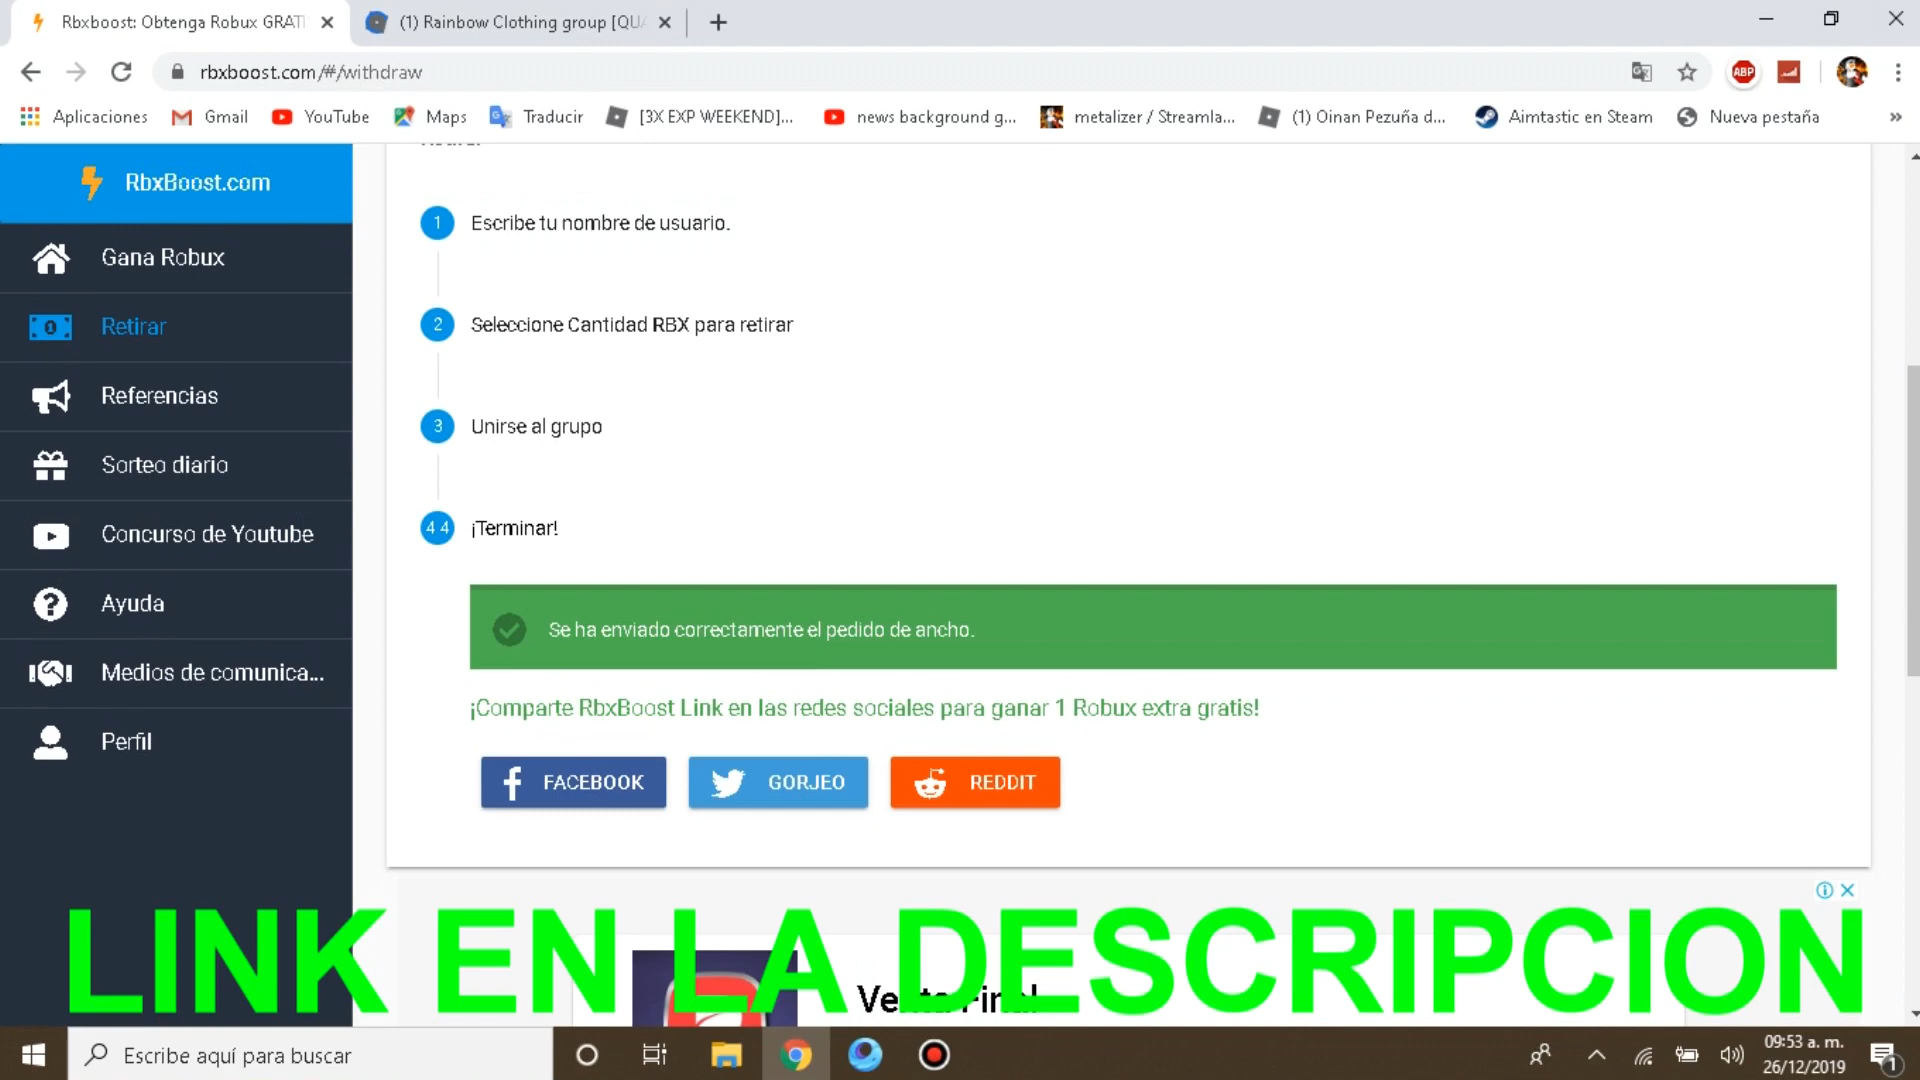 Rbxboost: Obtenga Robux GRATI
(1) Rainbow Clothing group [QUA
rbxboost.com/#/withdraw
ABP
Aplicaciones
Gmail
YouTube
Maps
Traducir
[3X EXP WEEKEND]...
news background g...
metalizer / Streamla...
(1) Oinan Pezuña d...
Aimtastic en Steam
Nueva pestaña
»
RbxBoost.com
Gana Robux
Retirar
Referencias
Sorteo diario
Concurso de Youtube
Ayuda
Medios de comunica...
Perfil
1 Escribe tu nombre de usuario.
2 Seleccione Cantidad RBX para retirar
3 Unirse al grupo
4 4 ¡Terminar!
Se ha enviado correctamente el pedido de ancho.
¡Comparte RbxBoost Link en las redes sociales para ganar 1 Robux extra gratis!
FACEBOOK
GORJEO
REDDIT
LINK EN LA DESCRIPCION
Venta Final
Escribe aquí para buscar
09:53 a. m.
26/12/2019
1